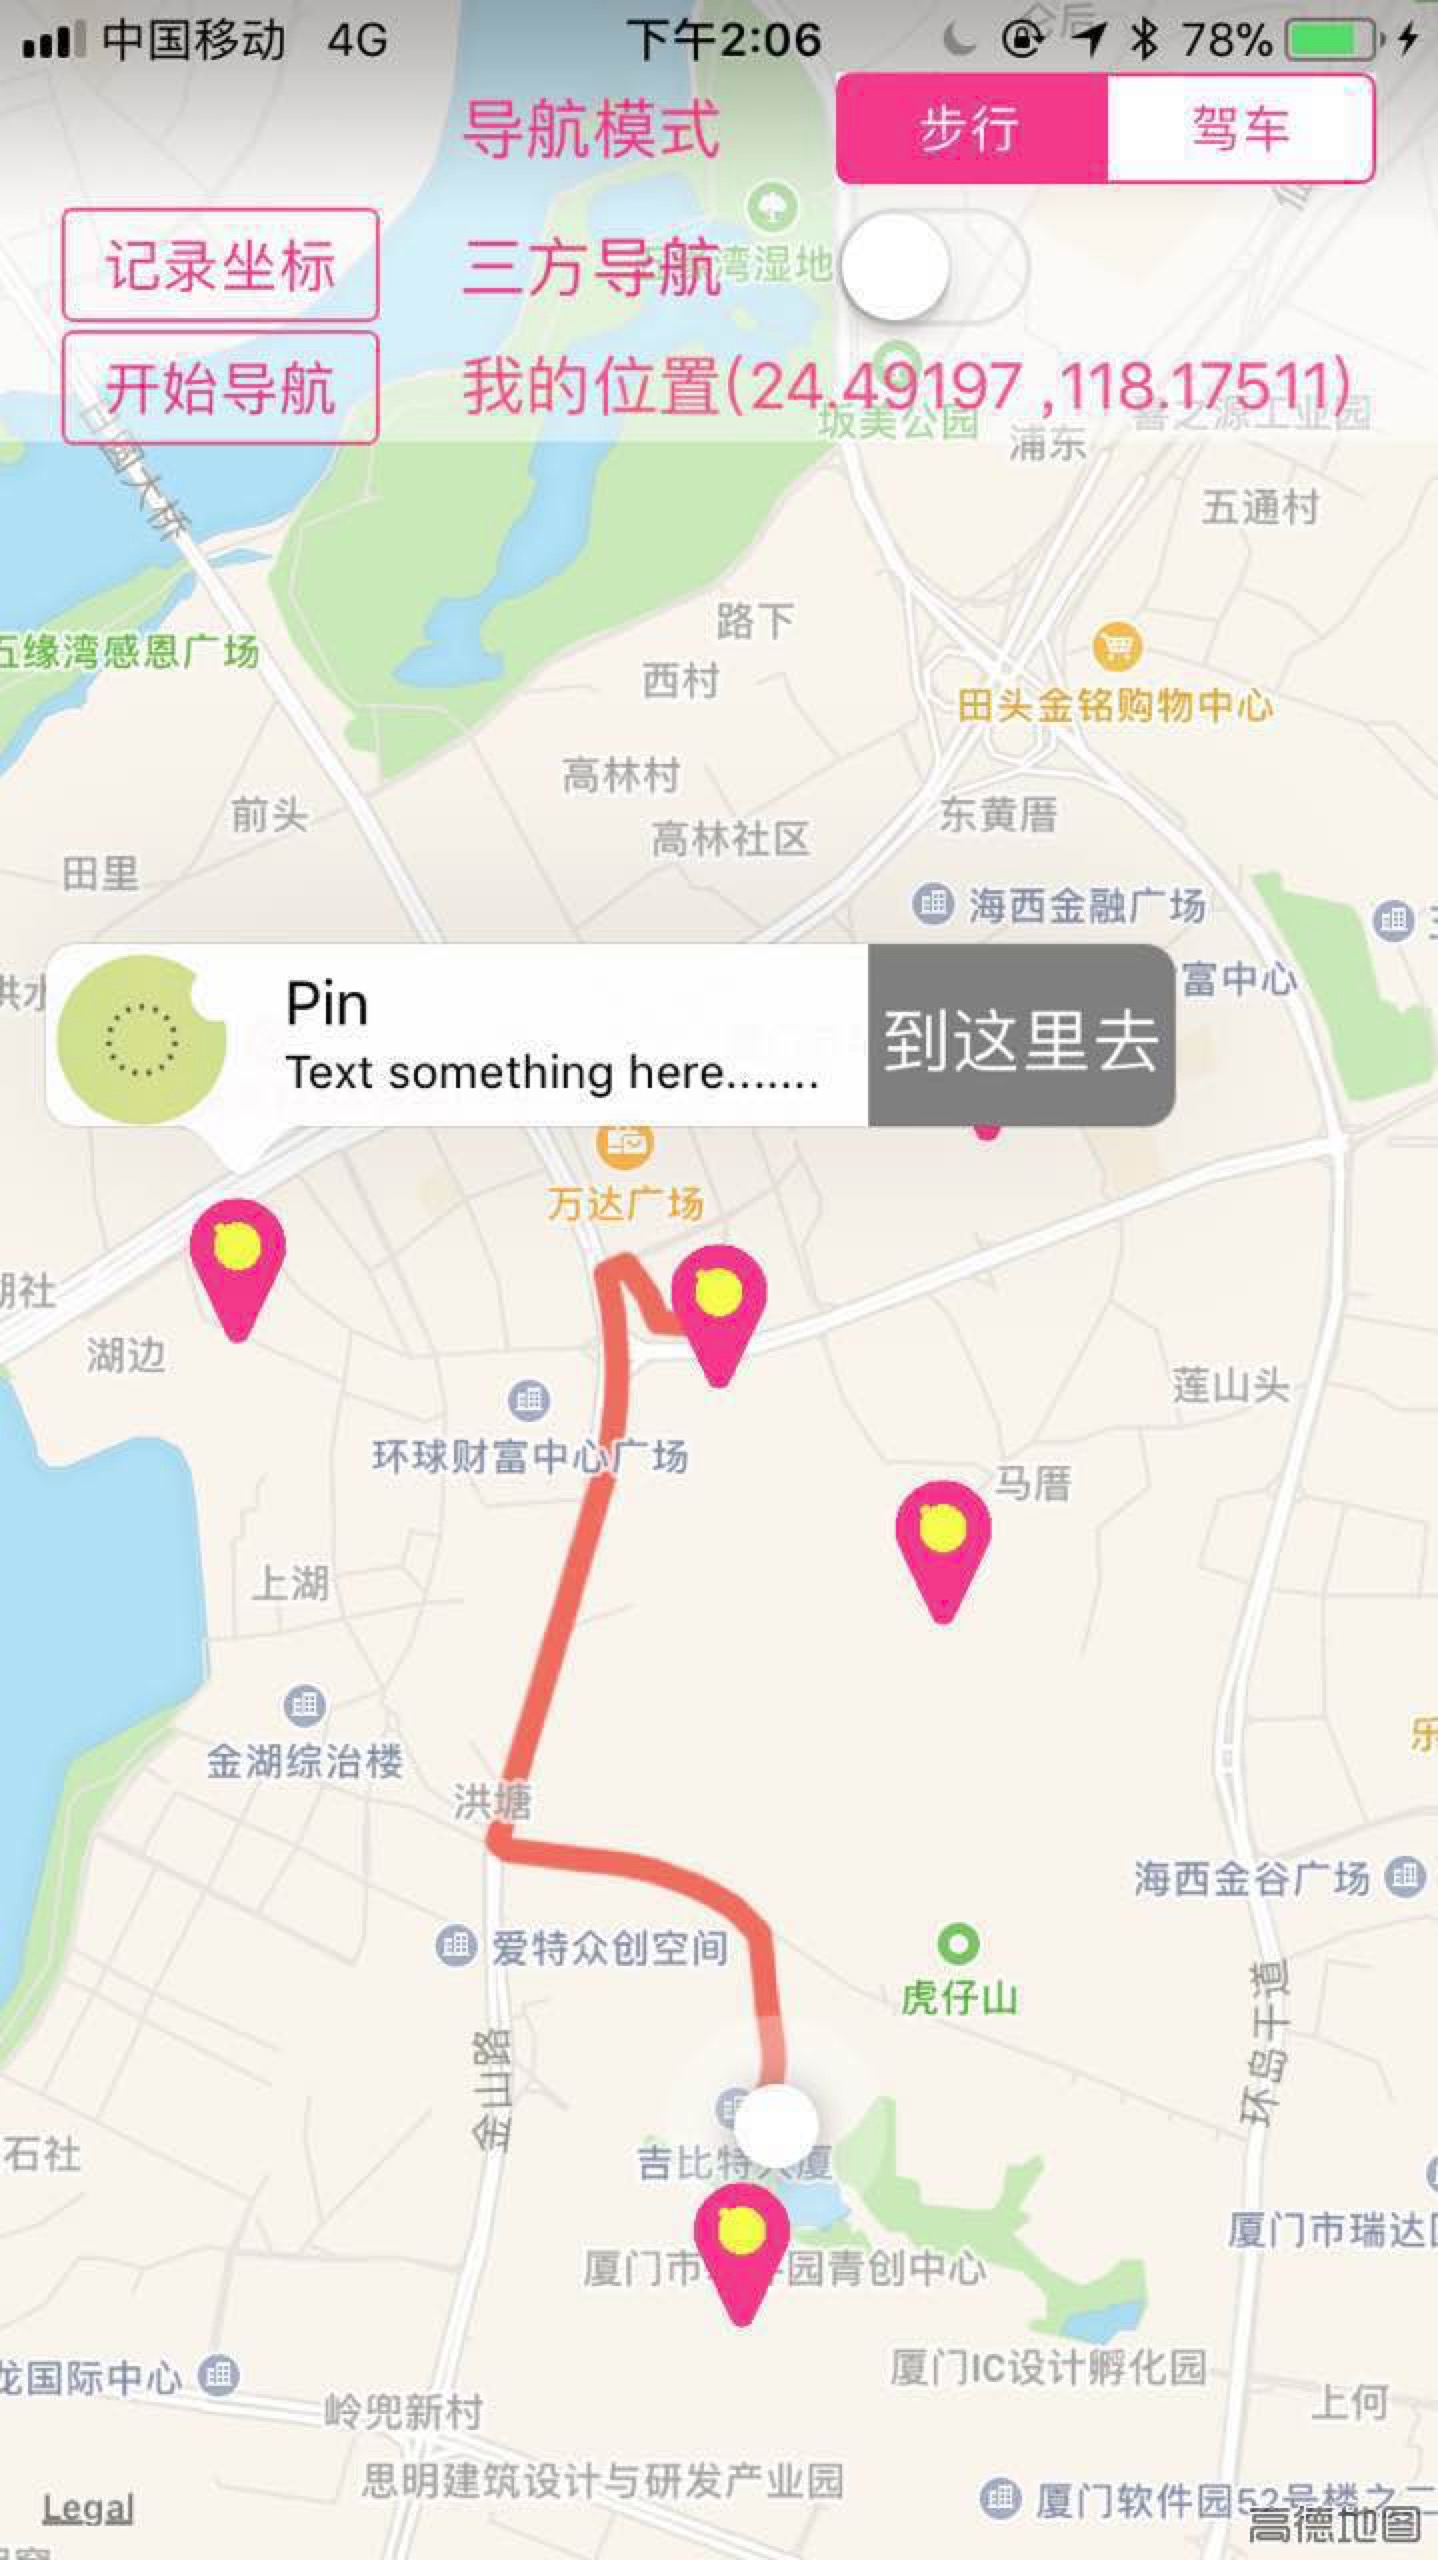 中国移动 4G 下午2:06 78%
导航模式 步行 驾车
记录坐标 三方导航
湾湿地
开始导航 我的位置(24.49197 ,118.17511)
坂美公园
浦东
五通村
日圆大桥
路下
五缘湾感恩广场
西村
田头金铭购物中心
高林村
前头
东黄厝
高林社区
田里
海西金融广场
富中心
洪水
Pin
Text something here.......
到这里去
万达广场
湖社
湖边
莲山头
环球财富中心广场
马厝
上湖
金湖综治楼
洪塘
海西金谷广场
爱特众创空间
虎仔山
金山路
环岛干道
石社
吉比特大厦
厦门市瑞达
厦门市 园青创中心
龙国际中心
厦门IC设计孵化园
上何
岭兜新村
思明建筑设计与研发产业园
厦门软件园52号楼之二
Legal
高德地图